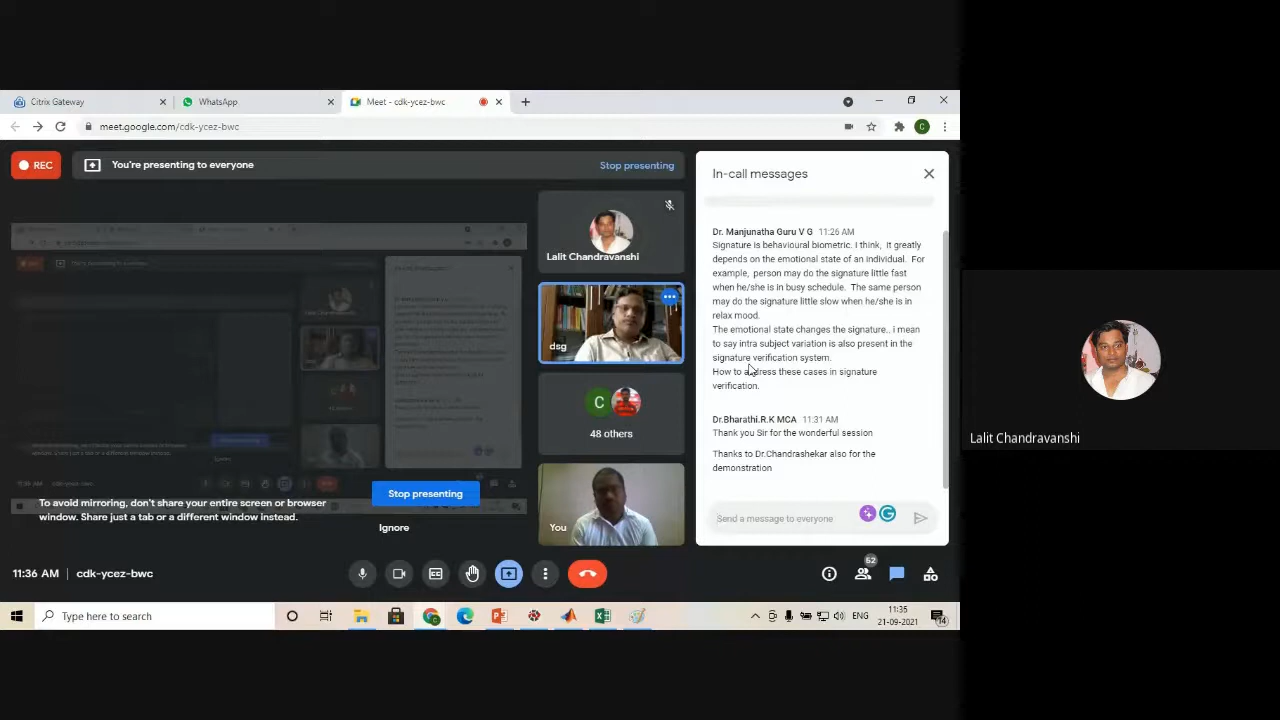 Citrix Gateway
WhatsApp
Meet - cdk-ycez-bwc
meet.google.com/cdk-ycez-bwc
C
REC
You're presenting to everyone
Stop presenting
In-call messages
Lalit Chandravanshi
dsg
C
48 others
You
To avoid mirroring, don't share your entire screen or browser
window. Share just a tab or a different window instead.
Stop presenting
Ignore
Dr. Manjunatha Guru V G 11:26 AM
Signature is behavioural biometric. I think, it greatly
depends on the emotional state of an individual. For
example, person may do the signature little fast
when he/she is in busy schedule. The same person
may do the signature little slow when he/she is in
relax mood.
The emotional state changes the signature.. i mean
to say intra subject variation is also present in the
signature verification system.
How to address these cases in signature
verification.
Dr.Bharathi.R.K MCA 11:31 AM
Thank you Sir for the wonderful session
Thanks to Dr.Chandrashekar also for the
demonstration
Send a message to everyone
11:36 AM | cdk-ycez-bwc
62
Type here to search
ENG
11:35
21-09-2021
14
Lalit Chandravanshi